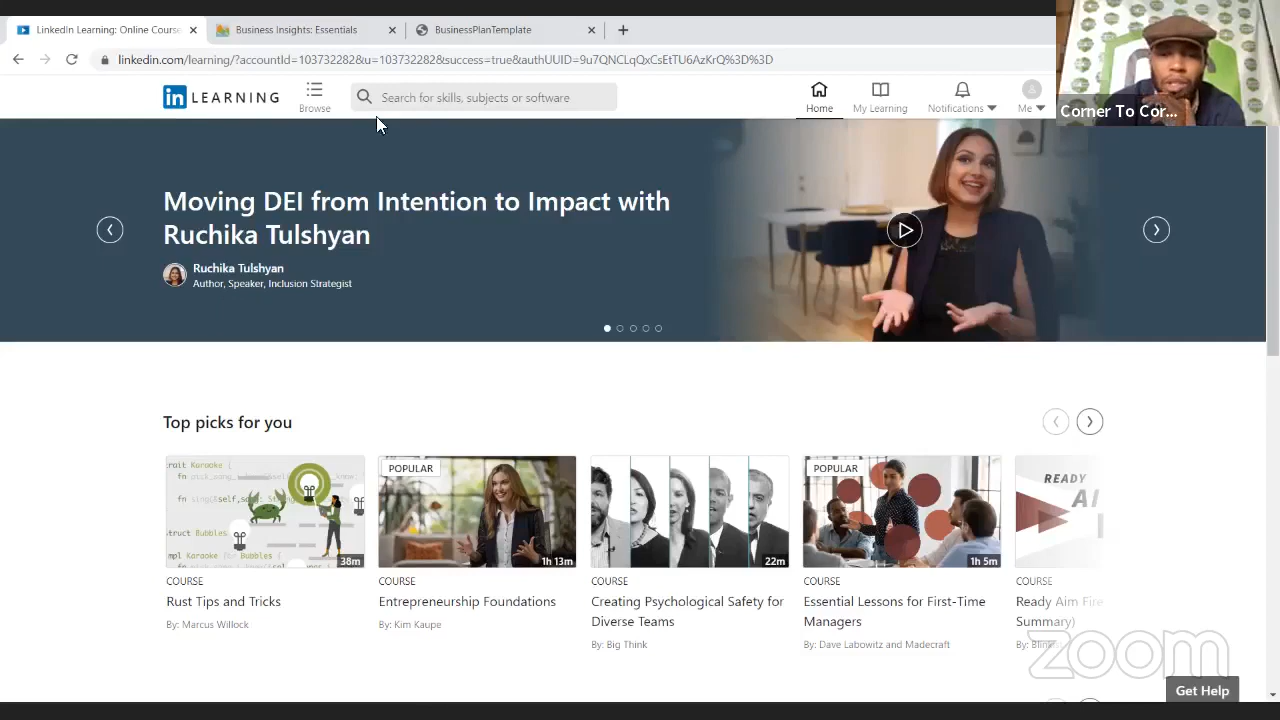 LinkedIn Learning: Online Course
Business Insights: Essentials
BusinessPlanTemplate
linkedin.com/learning/?accountId=103732282&u=103732282&success=true&authUUID=9u7QNCLqQxCsEtTU6AzKrQ%3D%3D
Corner To Cor...
in LEARNING
Browse
Search for skills, subjects or software
Home
My Learning
Notifications
Me
Moving DEI from Intention to Impact with
Ruchika Tulshyan
Ruchika Tulshyan
Author, Speaker, Inclusion Strategist
Top picks for you
38m
POPULAR
1h 13m
22m
POPULAR
1h 5m
READY
COURSE
Rust Tips and Tricks
By: Marcus Willock
COURSE
Entrepreneurship Foundations
By: Kim Kaupe
COURSE
Creating Psychological Safety for
Diverse Teams
By: Big Think
COURSE
Essential Lessons for First-Time
Managers
By: Dave Labowitz and Madecraft
COURSE
Ready Aim Fire
Summary)
By:
zoom
Get Help